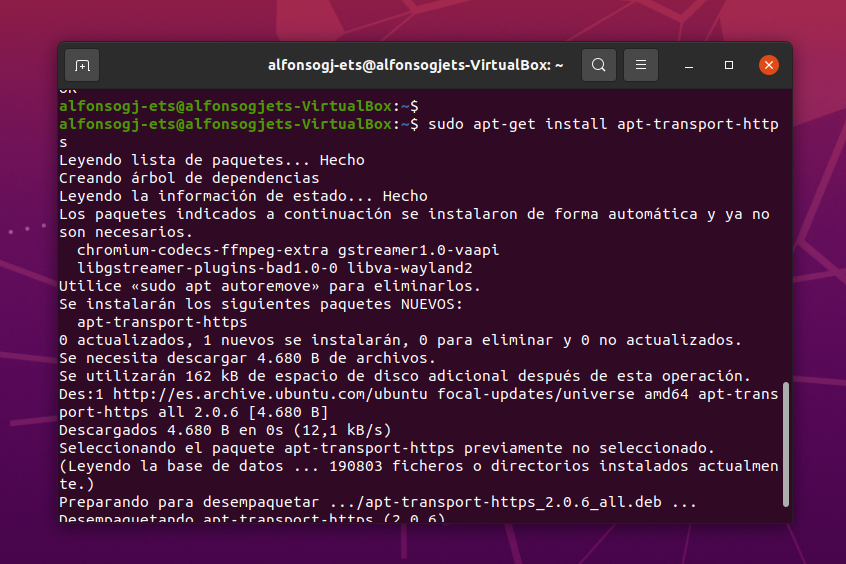 alfonsogj-ets@alfonsogjets-VirtualBox: ~
OK
alfonsogj-ets@alfonsogjets-VirtualBox:~$
alfonsogj-ets@alfonsogjets-VirtualBox:~$ sudo apt-get install apt-transport-http
s
Leyendo lista de paquetes... Hecho
Creando árbol de dependencias
Leyendo la información de estado... Hecho
Los paquetes indicados a continuación se instalaron de forma automática y ya no
son necesarios.
  chromium-codecs-ffmpeg-extra gstreamer1.0-vaapi
  libgstreamer-plugins-bad1.0-0 libva-wayland2
Utilice «sudo apt autoremove» para eliminarlos.
Se instalarán los siguientes paquetes NUEVOS:
  apt-transport-https
0 actualizados, 1 nuevos se instalarán, 0 para eliminar y 0 no actualizados.
Se necesita descargar 4.680 B de archivos.
Se utilizarán 162 kB de espacio de disco adicional después de esta operación.
Des:1 http://es.archive.ubuntu.com/ubuntu focal-updates/universe amd64 apt-trans
port-https all 2.0.6 [4.680 B]
Descargados 4.680 B en 0s (12,1 kB/s)
Seleccionando el paquete apt-transport-https previamente no seleccionado.
(Leyendo la base de datos ... 190803 ficheros o directorios instalados actualmen
te.)
Preparando para desempaquetar .../apt-transport-https_2.0.6_all.deb ...
Desempaquetando apt-transport-https (2.0.6)